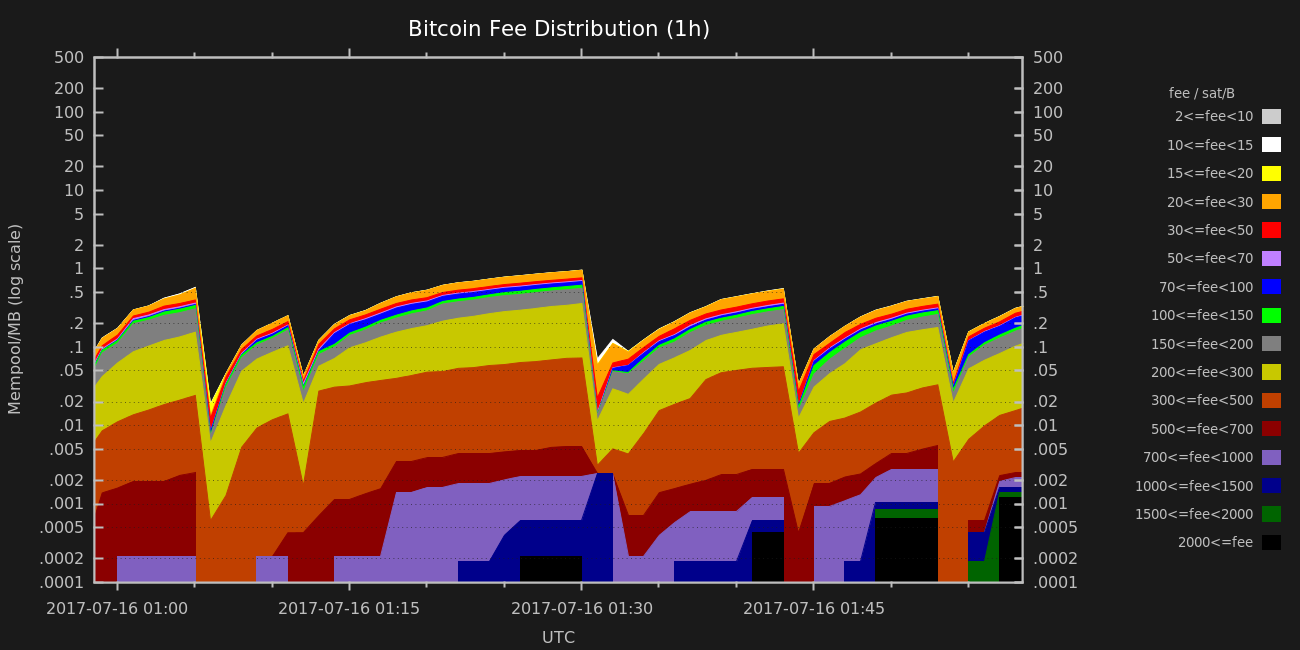 Bitcoin Fee Distribution (1h)
Mempool/MB (log scale)
500
200
100
50
20
10
5
2
1
.5
.2
.1
.05
.02
.01
.005
.002
.001
.0005
.0002
.0001
500
200
100
50
20
10
5
2
1
.5
.2
.1
.05
.02
.01
.005
.002
.001
.0005
.0002
.0001
2017-07-16 01:00
2017-07-16 01:15
2017-07-16 01:30
2017-07-16 01:45
UTC
fee / sat/B
2<=fee<10
10<=fee<15
15<=fee<20
20<=fee<30
30<=fee<50
50<=fee<70
70<=fee<100
100<=fee<150
150<=fee<200
200<=fee<300
300<=fee<500
500<=fee<700
700<=fee<1000
1000<=fee<1500
1500<=fee<2000
2000<=fee